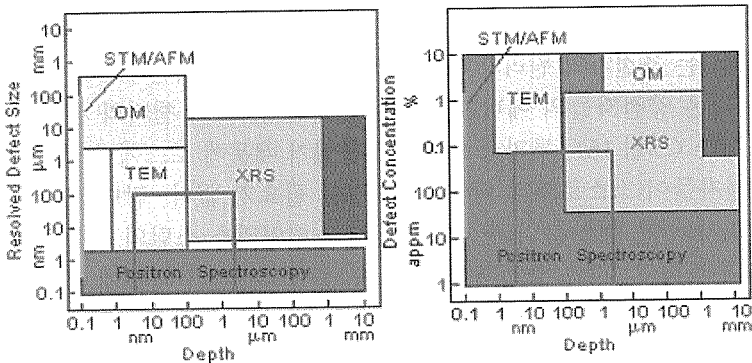 STM/AFM
OM
TEM
XRS
Positron Spectroscopy
Resolved Defect Size
mm
100
10
μm
1
100
10
nm
1
0.1
0.1 1 10 100 1 10 100 1 10
nm μm mm
Depth
STM/AFM
OM
TEM
XRS
Positron Spectroscopy
Defect Concentration
%
appm
10
1
0.1
100
10
1
0.1 1 10 100 1 10 100 1 10
nm μm mm
Depth